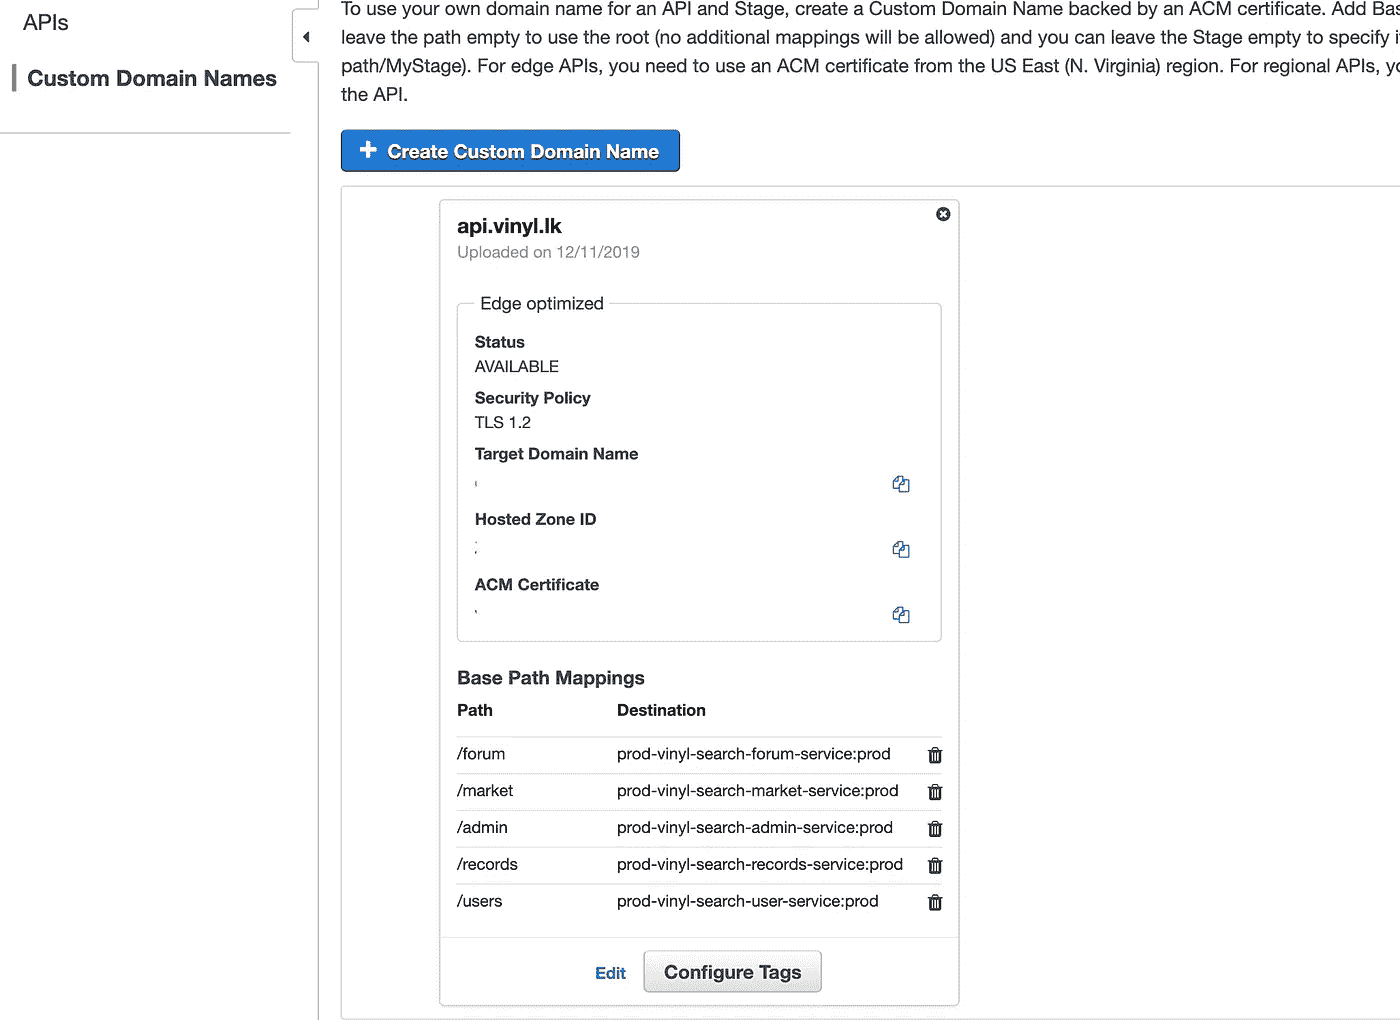 APIs
Custom Domain Names
To use your own domain name for an API and Stage, create a Custom Domain Name backed by an ACM certificate. Add Bas
leave the path empty to use the root (no additional mappings will be allowed) and you can leave the Stage empty to specify i
path/MyStage). For edge APIs, you need to use an ACM certificate from the US East (N. Virginia) region. For regional APIs, yo
the API.
Create Custom Domain Name
api.vinyl.lk
Uploaded on 12/11/2019
Edge optimized
Status
AVAILABLE
Security Policy
TLS 1.2
Target Domain Name
Hosted Zone ID
ACM Certificate
Base Path Mappings
Path Destination
/forum prod-vinyl-search-forum-service:prod
/market prod-vinyl-search-market-service:prod
/admin prod-vinyl-search-admin-service:prod
/records prod-vinyl-search-records-service:prod
/users prod-vinyl-search-user-service:prod
Edit Configure Tags